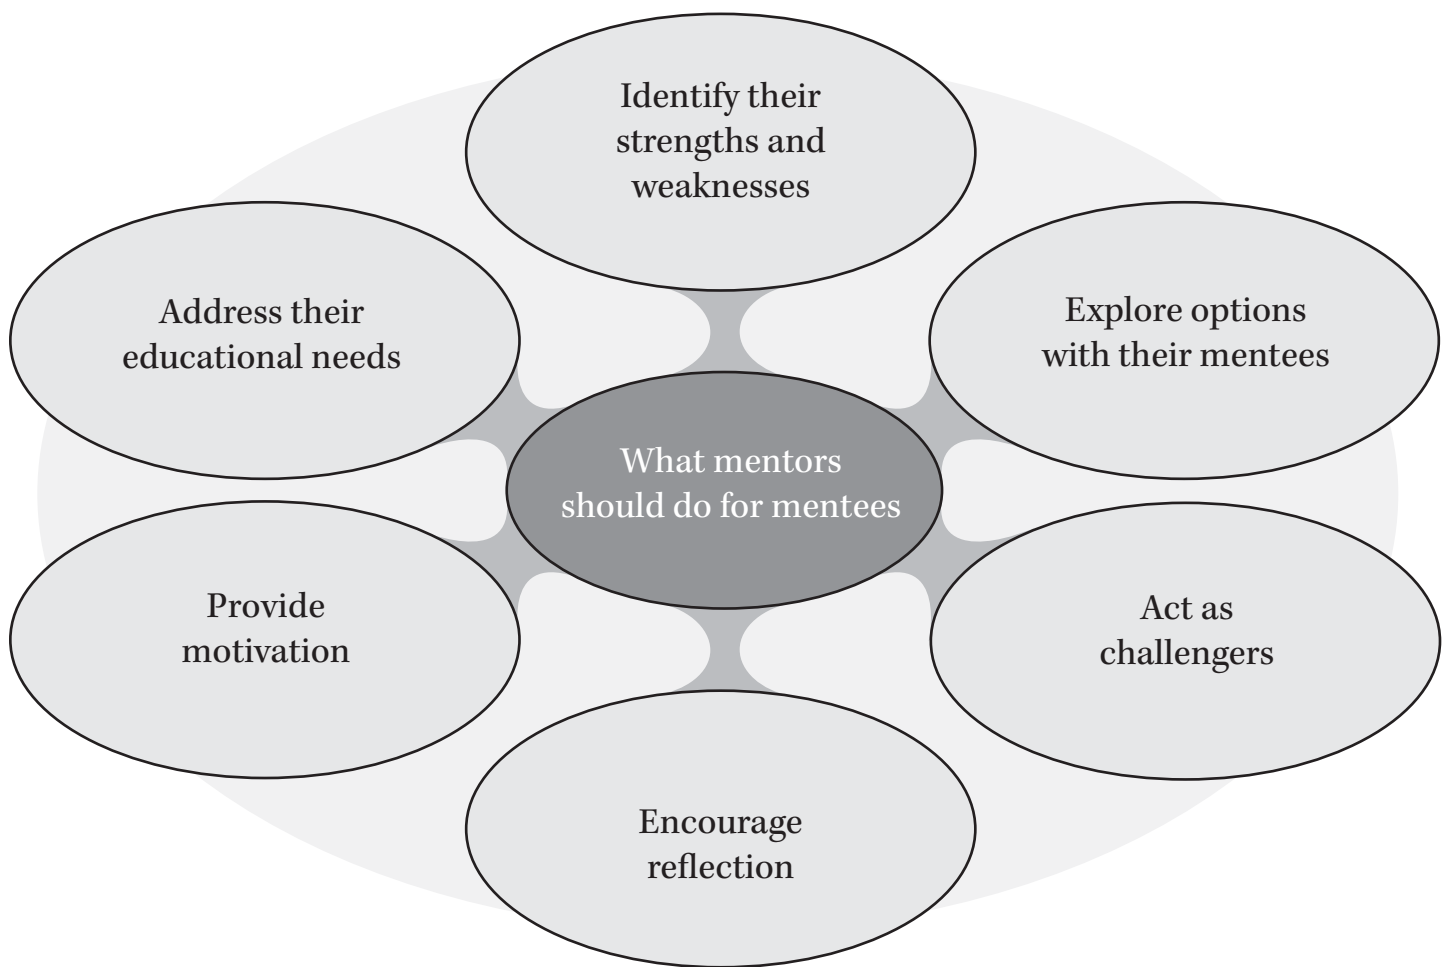 Identify their
strengths and
weaknesses
Address their
educational needs
Explore options
with their mentees
What mentors
should do for mentees
Provide
motivation
Act as
challengers
Encourage
reflection